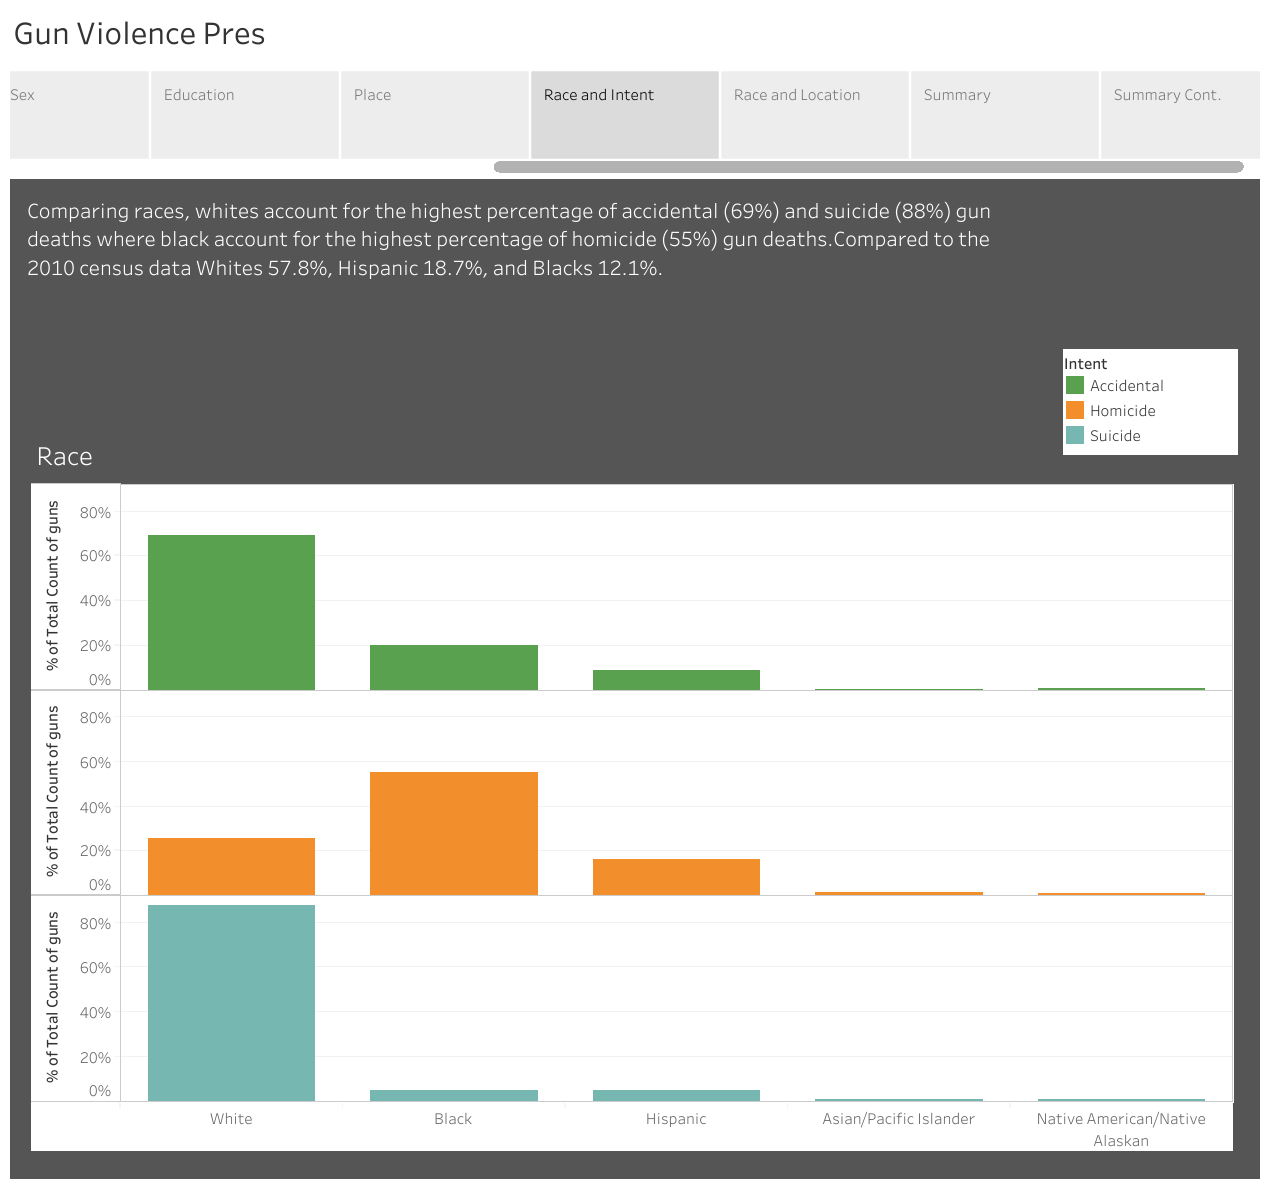 Gun Violence Pres
Sex
Education
Place
Race and Intent
Race and Location
Summary
Summary Cont.
Comparing races, whites account for the highest percentage of accidental (69%) and suicide (88%) gun
deaths where black account for the highest percentage of homicide (55%) gun deaths.Compared to the
2010 census data Whites 57.8%, Hispanic 18.7%, and Blacks 12.1%.
Intent
Accidental
Homicide
Suicide
Race
% of Total Count of guns
80%
60%
40%
20%
0%
% of Total Count of guns
80%
60%
40%
20%
0%
% of Total Count of guns
80%
60%
40%
20%
0%
White
Black
Hispanic
Asian/Pacific Islander
Native American/Native
Alaskan